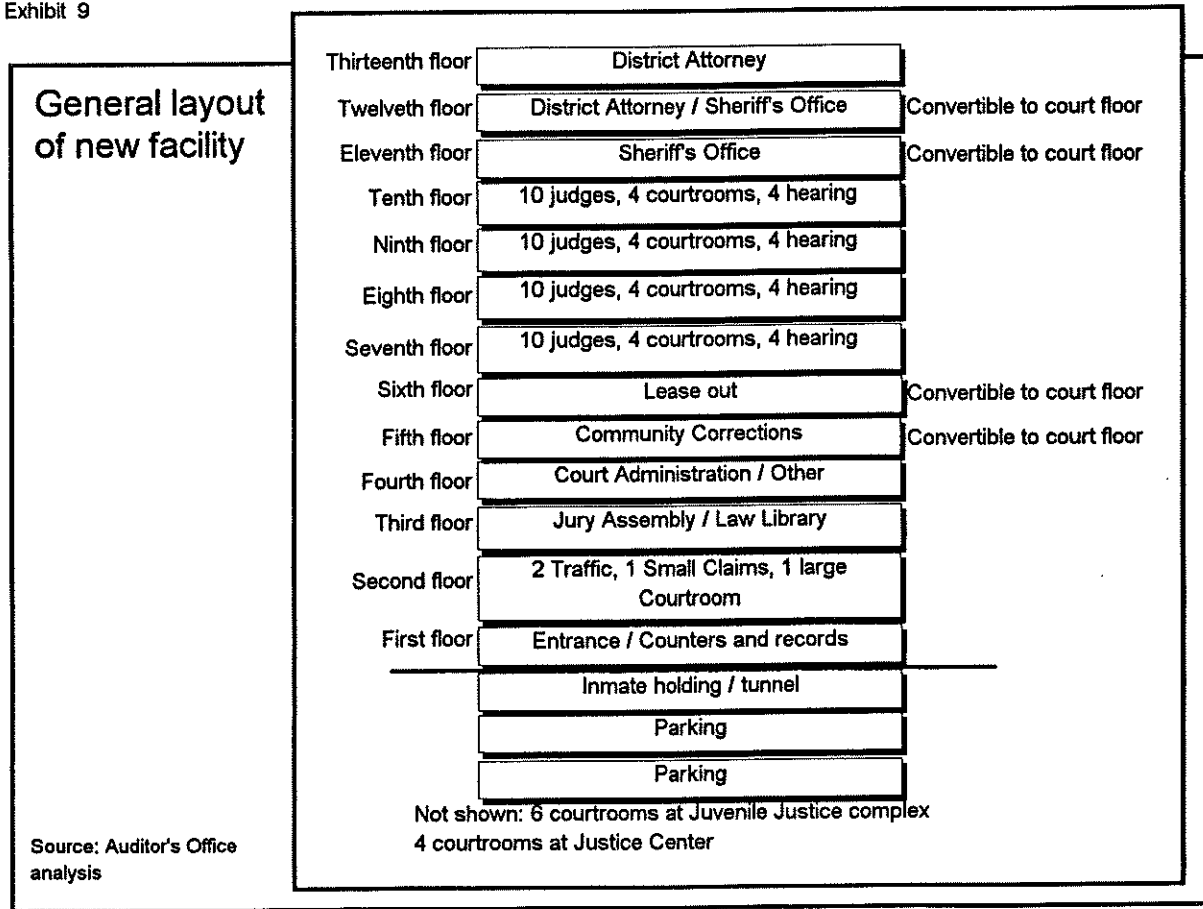 Exhibit 9
General layout
of new facility
Thirteenth floor District Attorney
Twelveth floor District Attorney / Sheriff's Office Convertible to court floor
Eleventh floor Sheriff's Office Convertible to court floor
Tenth floor 10 judges, 4 courtrooms, 4 hearing
Ninth floor 10 judges, 4 courtrooms, 4 hearing
Eighth floor 10 judges, 4 courtrooms, 4 hearing
Seventh floor 10 judges, 4 courtrooms, 4 hearing
Sixth floor Lease out Convertible to court floor
Fifth floor Community Corrections Convertible to court floor
Fourth floor Court Administration / Other
Third floor Jury Assembly / Law Library
Second floor 2 Traffic, 1 Small Claims, 1 large
Courtroom
First floor Entrance / Counters and records
Inmate holding / tunnel
Parking
Parking
Not shown: 6 courtrooms at Juvenile Justice complex
4 courtrooms at Justice Center
Source: Auditor's Office
analysis